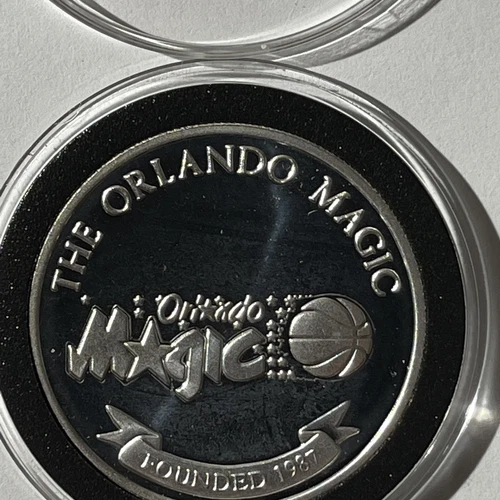 THE ORLANDO MAGIC
Orlando
MAGIC
FOUNDED 1987